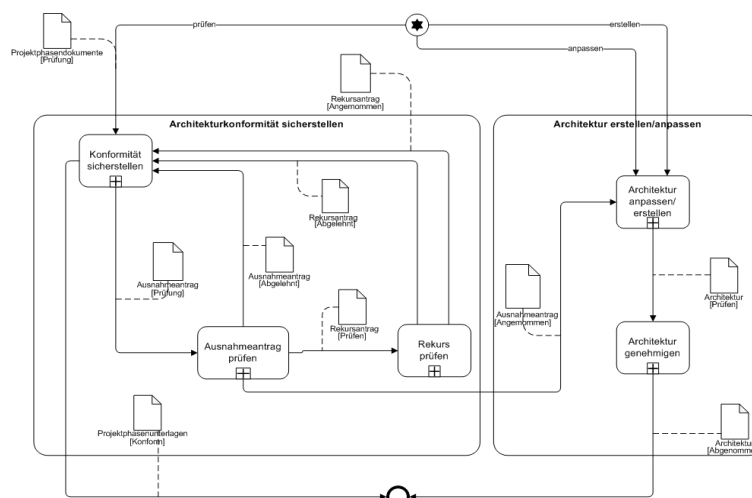 prüfen
erstellen
anpassen
Projektphasendokumente
[Prüfung]
Rekursantrag
[Angenommen]
Architekturkonformität sicherstellen
Architektur erstellen/anpassen
Konformität
sicherstellen
Architektur
anpassen/
erstellen
Rekursantrag
[Abgelehnt]
Ausnahmeantrag
[Prüfung]
Ausnahmeantrag
[Abgelehnt]
Architektur
[Prüfen]
Ausnahmeantrag
[Angenommen]
Rekursantrag
[Prüfen]
Ausnahmeantrag
prüfen
Rekurs
prüfen
Architektur
genehmigen
Projektphasenunterlagen
[Konform]
Architektur
[Abgenomme